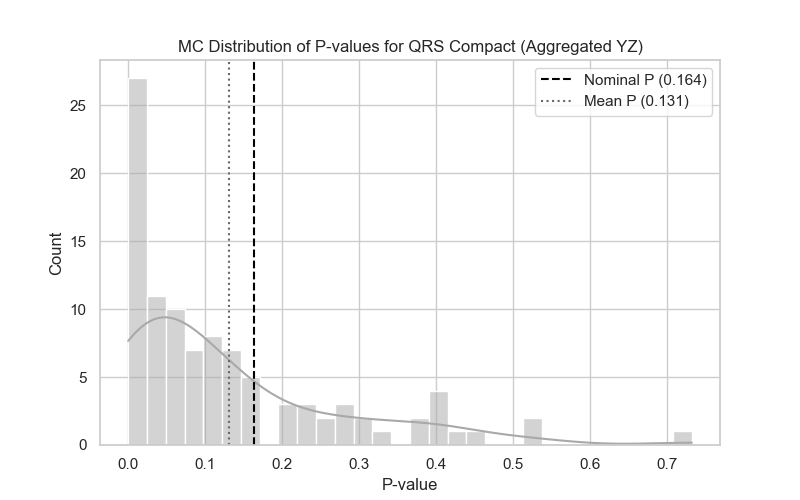 MC Distribution of P-values for QRS Compact (Aggregated YZ)
Nominal P (0.164)
Mean P (0.131)
25
20
15
10
5
0
Count
0.0 0.1 0.2 0.3 0.4 0.5 0.6 0.7
P-value